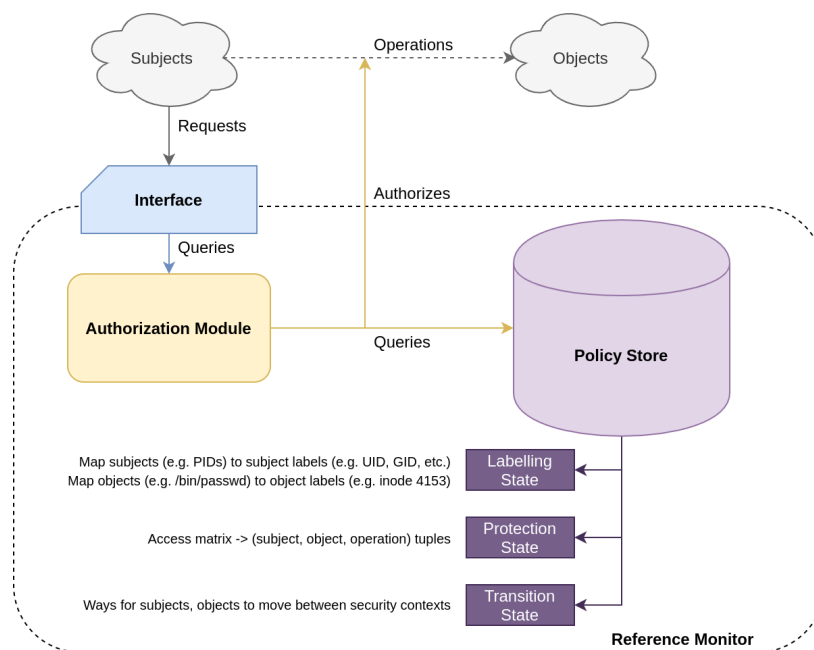 Subjects
Operations
Objects
Requests
Interface
Authorizes
Queries
Authorization Module
Queries
Policy Store
Map subjects (e.g. PIDs) to subject labels (e.g. UID, GID, etc.)
Map objects (e.g. /bin/passwd) to object labels (e.g. inode 4153)
Labelling
State
Access matrix -> (subject, object, operation) tuples
Protection
State
Ways for subjects, objects to move between security contexts
Transition
State
Reference Monitor